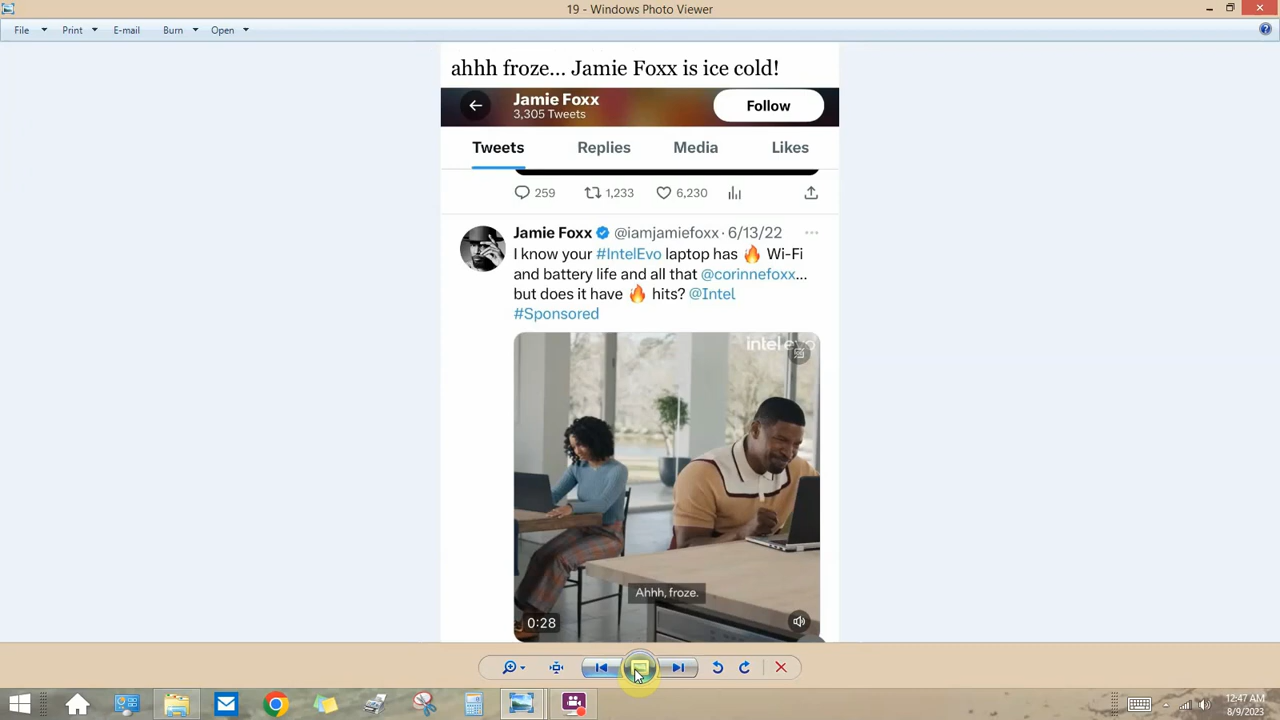 19 - Windows Photo Viewer
File Print E-mail Burn Open
ahhh froze... Jamie Foxx is ice cold!
Jamie Foxx
3,305 Tweets
Follow
Tweets Replies Media Likes
259 1,233 6,230
Jamie Foxx @iamjamiefoxx · 6/13/22
I know your #IntelEvo laptop has 🔥 Wi-Fi
and battery life and all that @corinnefoxx...
but does it have 🔥 hits? @Intel
#Sponsored
intel evo
Ahhh, froze.
0:28
12:47 AM
8/9/2023